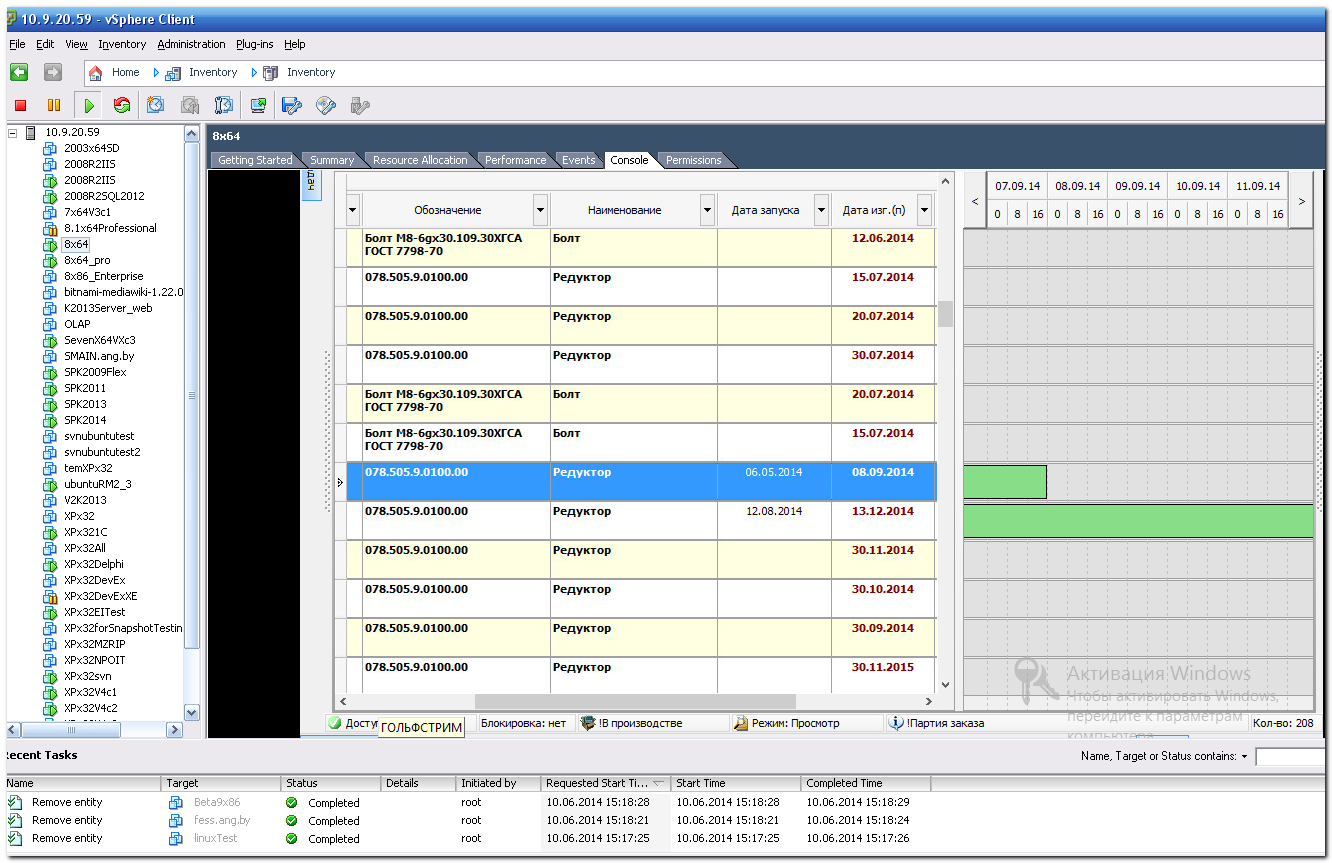 10.9.20.59 - vSphere Client
File Edit View Inventory Administration Plug-ins Help
Home Inventory Inventory
10.9.20.59
2003x64SD
2008R2IIS
2008R2IIS
2008R2SQL2012
7x64V3c1
8.1x64Professional
8x64
8x64_pro
8x86_Enterprise
bitnami-mediawiki-1.22.0
K2013Server_web
OLAP
SevenX64VXc3
SMAIN.ang.by
SPK2009Flex
SPK2011
SPK2013
SPK2014
svnubuntutest
svnubuntutest2
temXPx32
ubuntuRM2_3
V2K2013
XPx32
XPx321C
XPx32All
XPx32Delphi
XPx32DevEx
XPx32DevExXE
XPx32EITest
XPx32forSnapshotTestin
XPx32MZRIP
XPx32NPOIT
XPx32svn
XPx32V4c1
XPx32V4c2
8x64
Getting Started Summary Resource Allocation Performance Events Console Permissions
дач
Обозначение Наименование Дата запуска Дата изг.(п)
< 07.09.14 08.09.14 09.09.14 10.09.14 11.09.14 >
0 8 16 0 8 16 0 8 16 0 8 16 0 8 16
Болт М8-6gx30.109.30ХГСА Болт 12.06.2014
ГОСТ 7798-70
078.505.9.0100.00 Редуктор 15.07.2014
078.505.9.0100.00 Редуктор 20.07.2014
078.505.9.0100.00 Редуктор 30.07.2014
Болт М8-6gx30.109.30ХГСА Болт 20.07.2014
ГОСТ 7798-70
Болт М8-6gx30.109.30ХГСА Болт 15.07.2014
ГОСТ 7798-70
078.505.9.0100.00 Редуктор 06.05.2014 08.09.2014
078.505.9.0100.00 Редуктор 12.08.2014 13.12.2014
078.505.9.0100.00 Редуктор 30.11.2014
078.505.9.0100.00 Редуктор 30.10.2014
078.505.9.0100.00 Редуктор 30.09.2014
078.505.9.0100.00 Редуктор 30.11.2015
Активация Windows
Чтобы активировать Windows,
перейдите к параметрам
компьютера.
Досту ГОЛЬФСТРИМ Блокировка: нет !В производстве Режим: Просмотр !Партия заказа Кол-во: 208
Recent Tasks
Name, Target or Status contains:
Name Target Status Details Initiated by Requested Start Ti... Start Time Completed Time
Remove entity Beta9x86 Completed root 10.06.2014 15:18:28 10.06.2014 15:18:28 10.06.2014 15:18:29
Remove entity fess.ang.by Completed root 10.06.2014 15:18:21 10.06.2014 15:18:21 10.06.2014 15:18:24
Remove entity linuxTest Completed root 10.06.2014 15:17:25 10.06.2014 15:17:25 10.06.2014 15:17:26